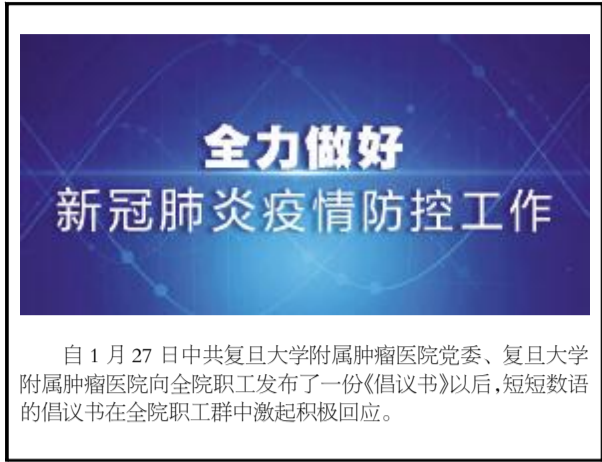 全力做好
新冠肺炎疫情防控工作
自 1 月 27 日中共复旦大学附属肿瘤医院党委、复旦大学
附属肿瘤医院向全院职工发布了一份《倡议书》以后,短短数语
的倡议书在全院职工群中激起积极回应。